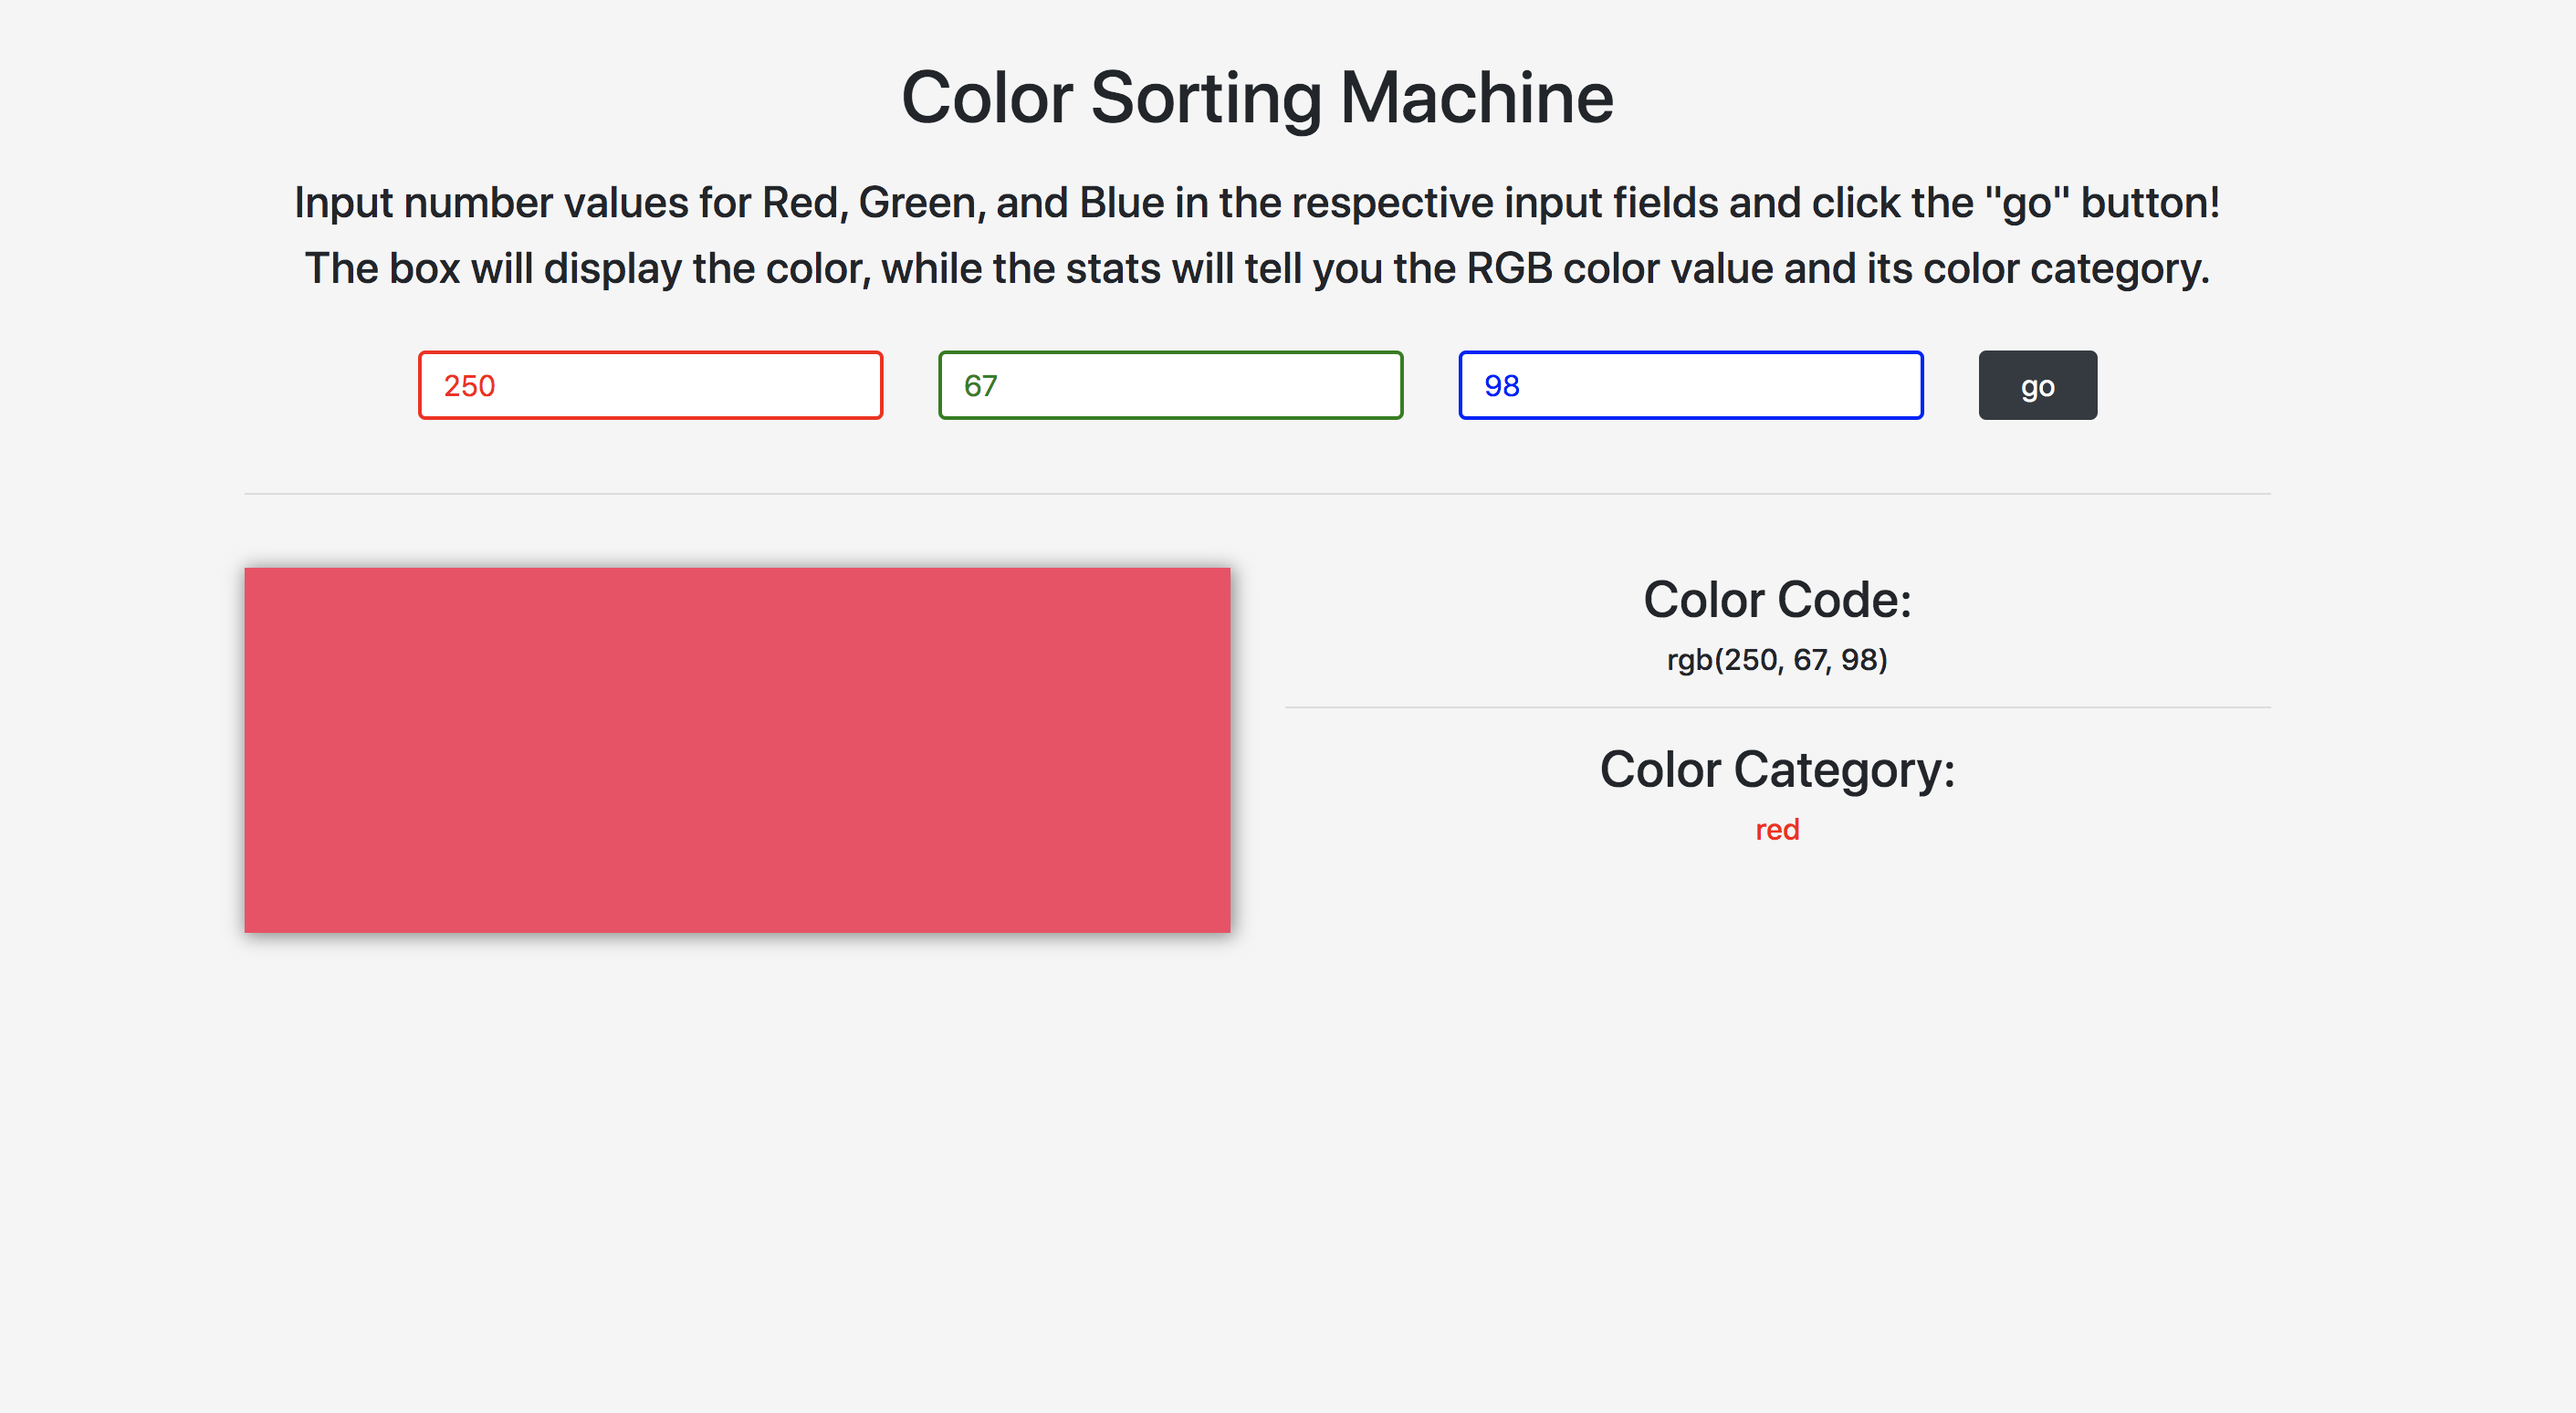 Color Sorting Machine
Input number values for Red, Green, and Blue in the respective input fields and click the "go" button!
The box will display the color, while the stats will tell you the RGB color value and its color category.
250 67 98 go
Color Code:
rgb(250, 67, 98)
Color Category:
red